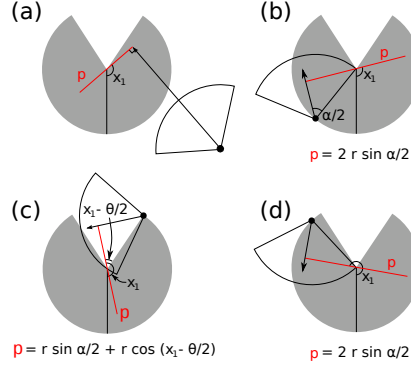 (a)
p
x₁
(b)
p
x₁
α/2
p = 2 r sin α/2
(c)
x₁- θ/2
x₁
p
p = r sin α/2 + r cos (x₁- θ/2)
(d)
p
x₁
p = 2 r sin α/2